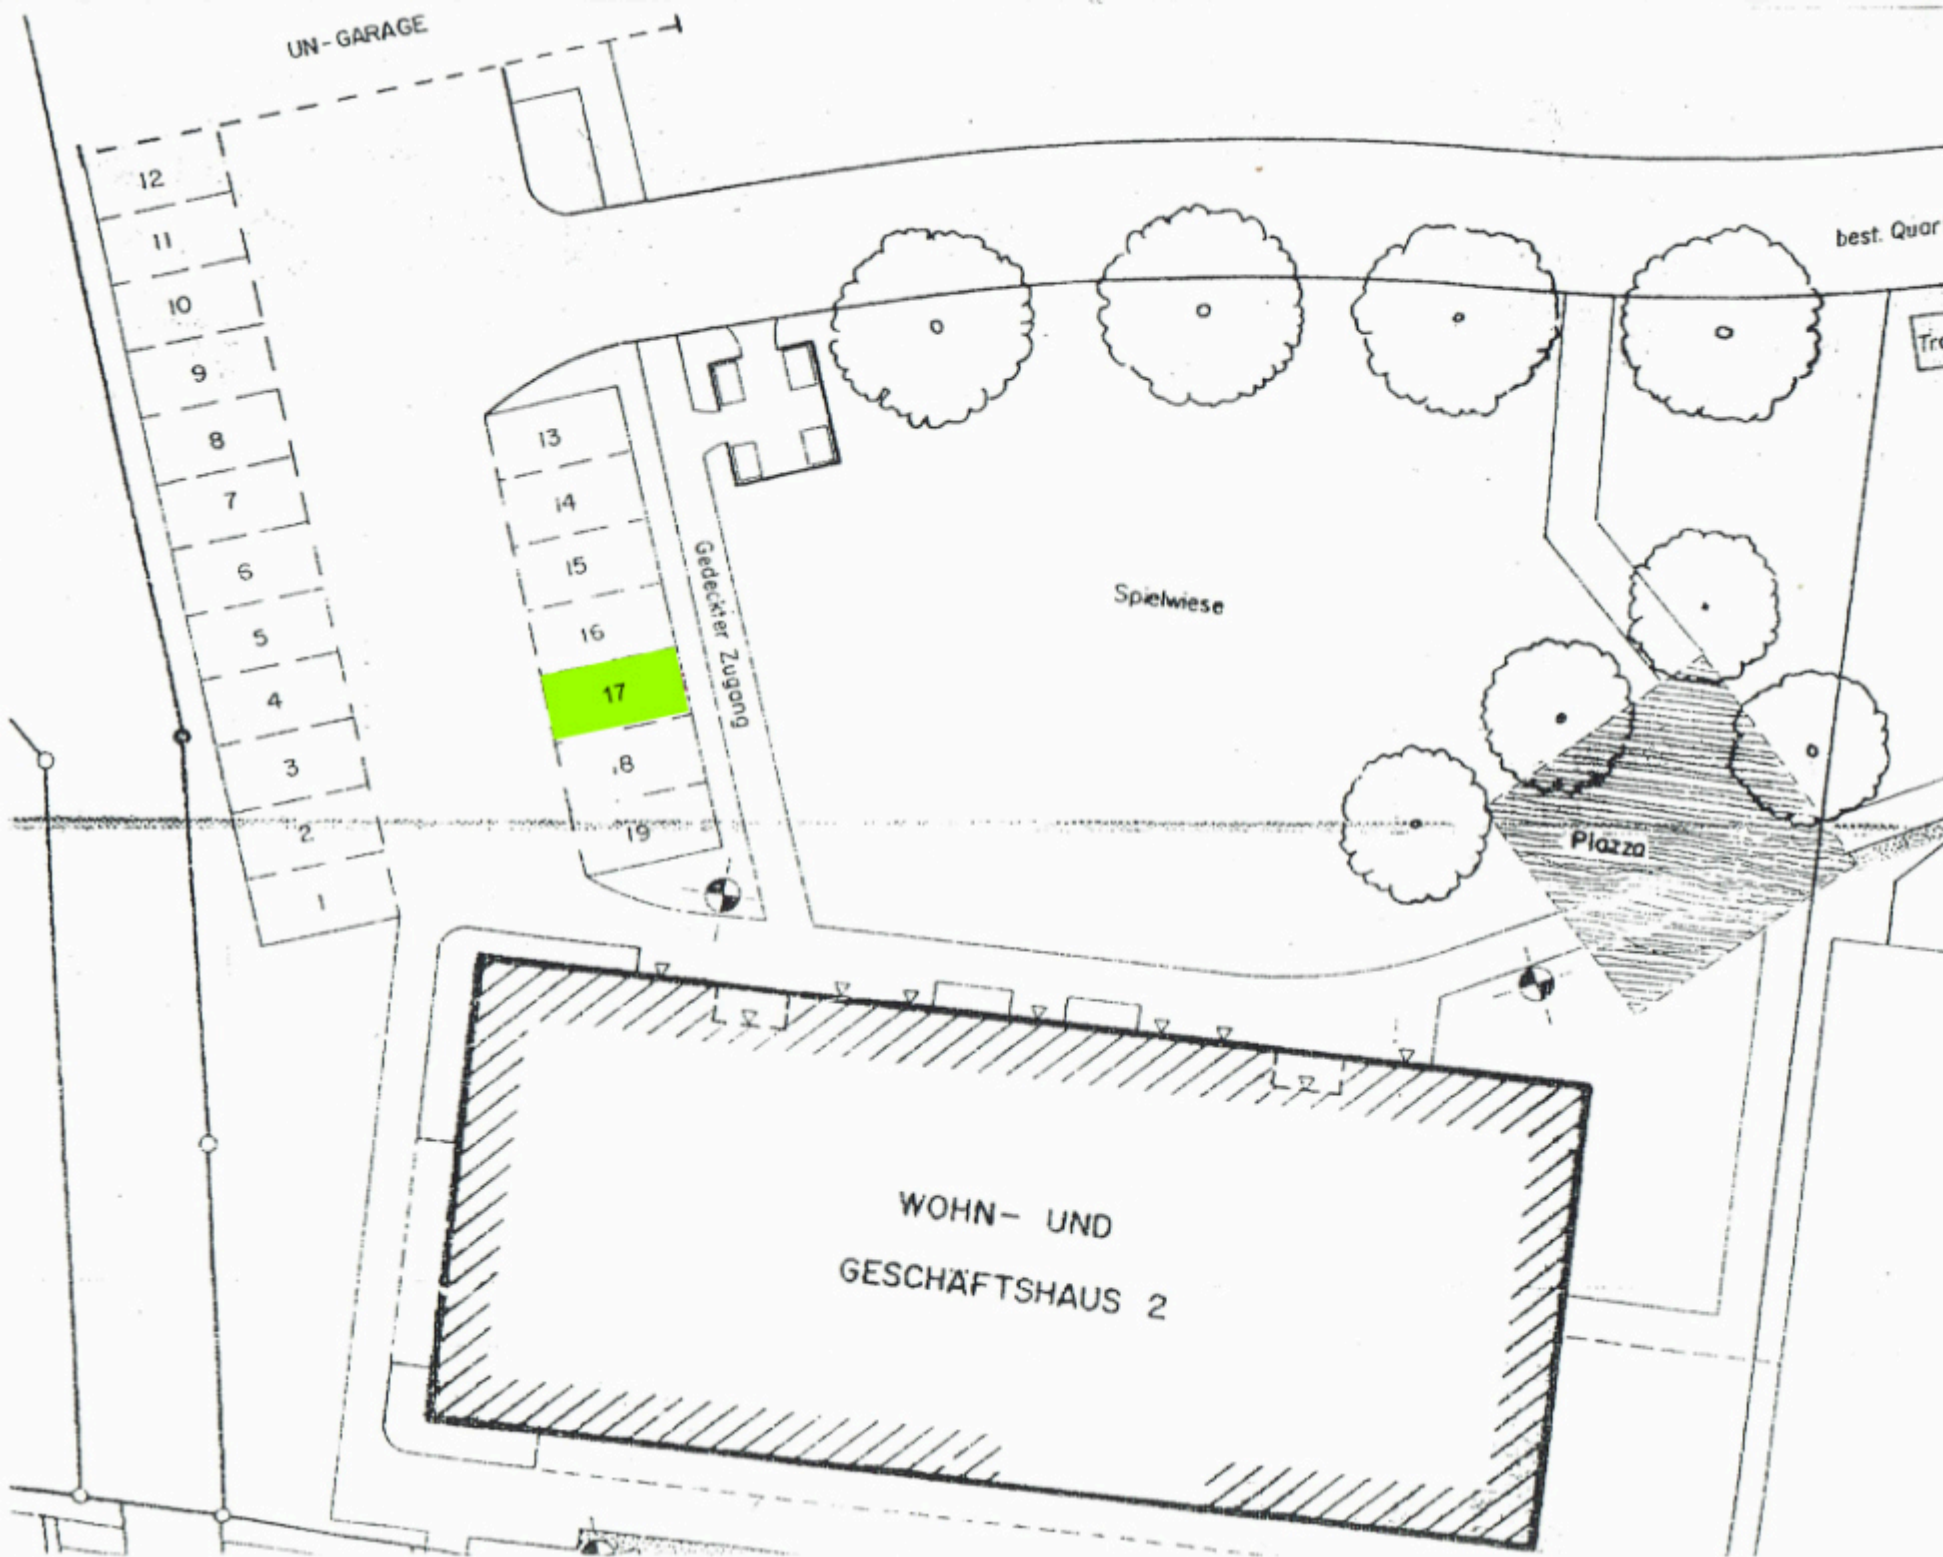 UN-GARAGE
12
11
10
9
8
7
6
5
4
3
2
1
13
14
15
16
17
18
19
Gedeckter Zugang
best. Quar
Tre
Spielwiese
Piazza
WOHN- UND
GESCHÄFTSHAUS 2